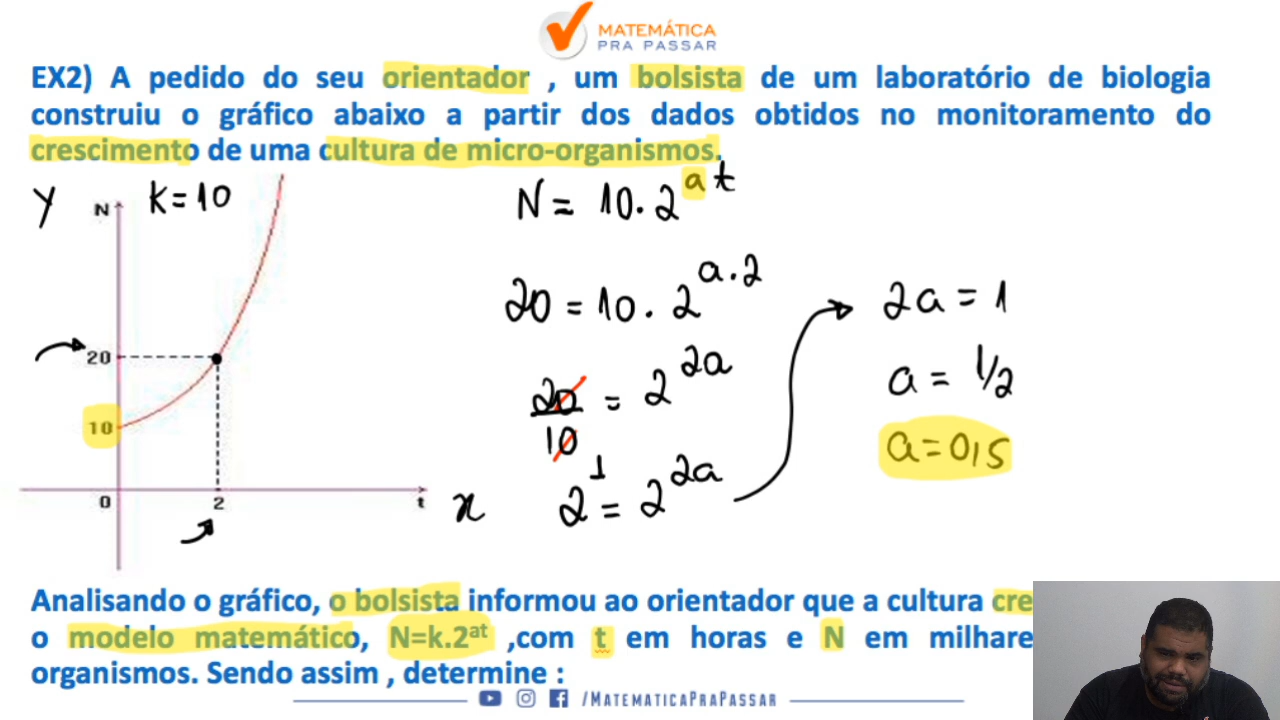 MATEMÁTICA
PRA PASSAR
EX2) A pedido do seu orientador , um bolsista de um laboratório de biologia
construiu o gráfico abaixo a partir dos dados obtidos no monitoramento do
crescimento de uma cultura de micro-organismos.
y N k=10
20
10
0 2 t x
N = 10.2^at
20 = 10.2^a.2
20/10 = 2^2a
2^1 = 2^2a
2a = 1
a = 1/2
a = 0,5
Analisando o gráfico, o bolsista informou ao orientador que a cultura cre
o modelo matemático, N=k.2^at ,com t em horas e N em milhare
organismos. Sendo assim , determine :
/MATEMATICAPRAPASSAR